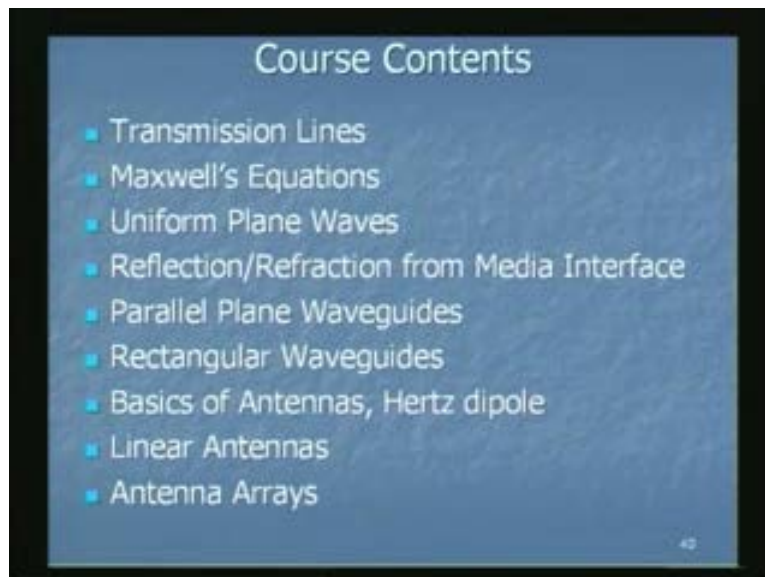 Course Contents
Transmission Lines
Maxwell's Equations
Uniform Plane Waves
Reflection/Refraction from Media Interface
Parallel Plane Waveguides
Rectangular Waveguides
Basics of Antennas, Hertz dipole
Linear Antennas
Antenna Arrays